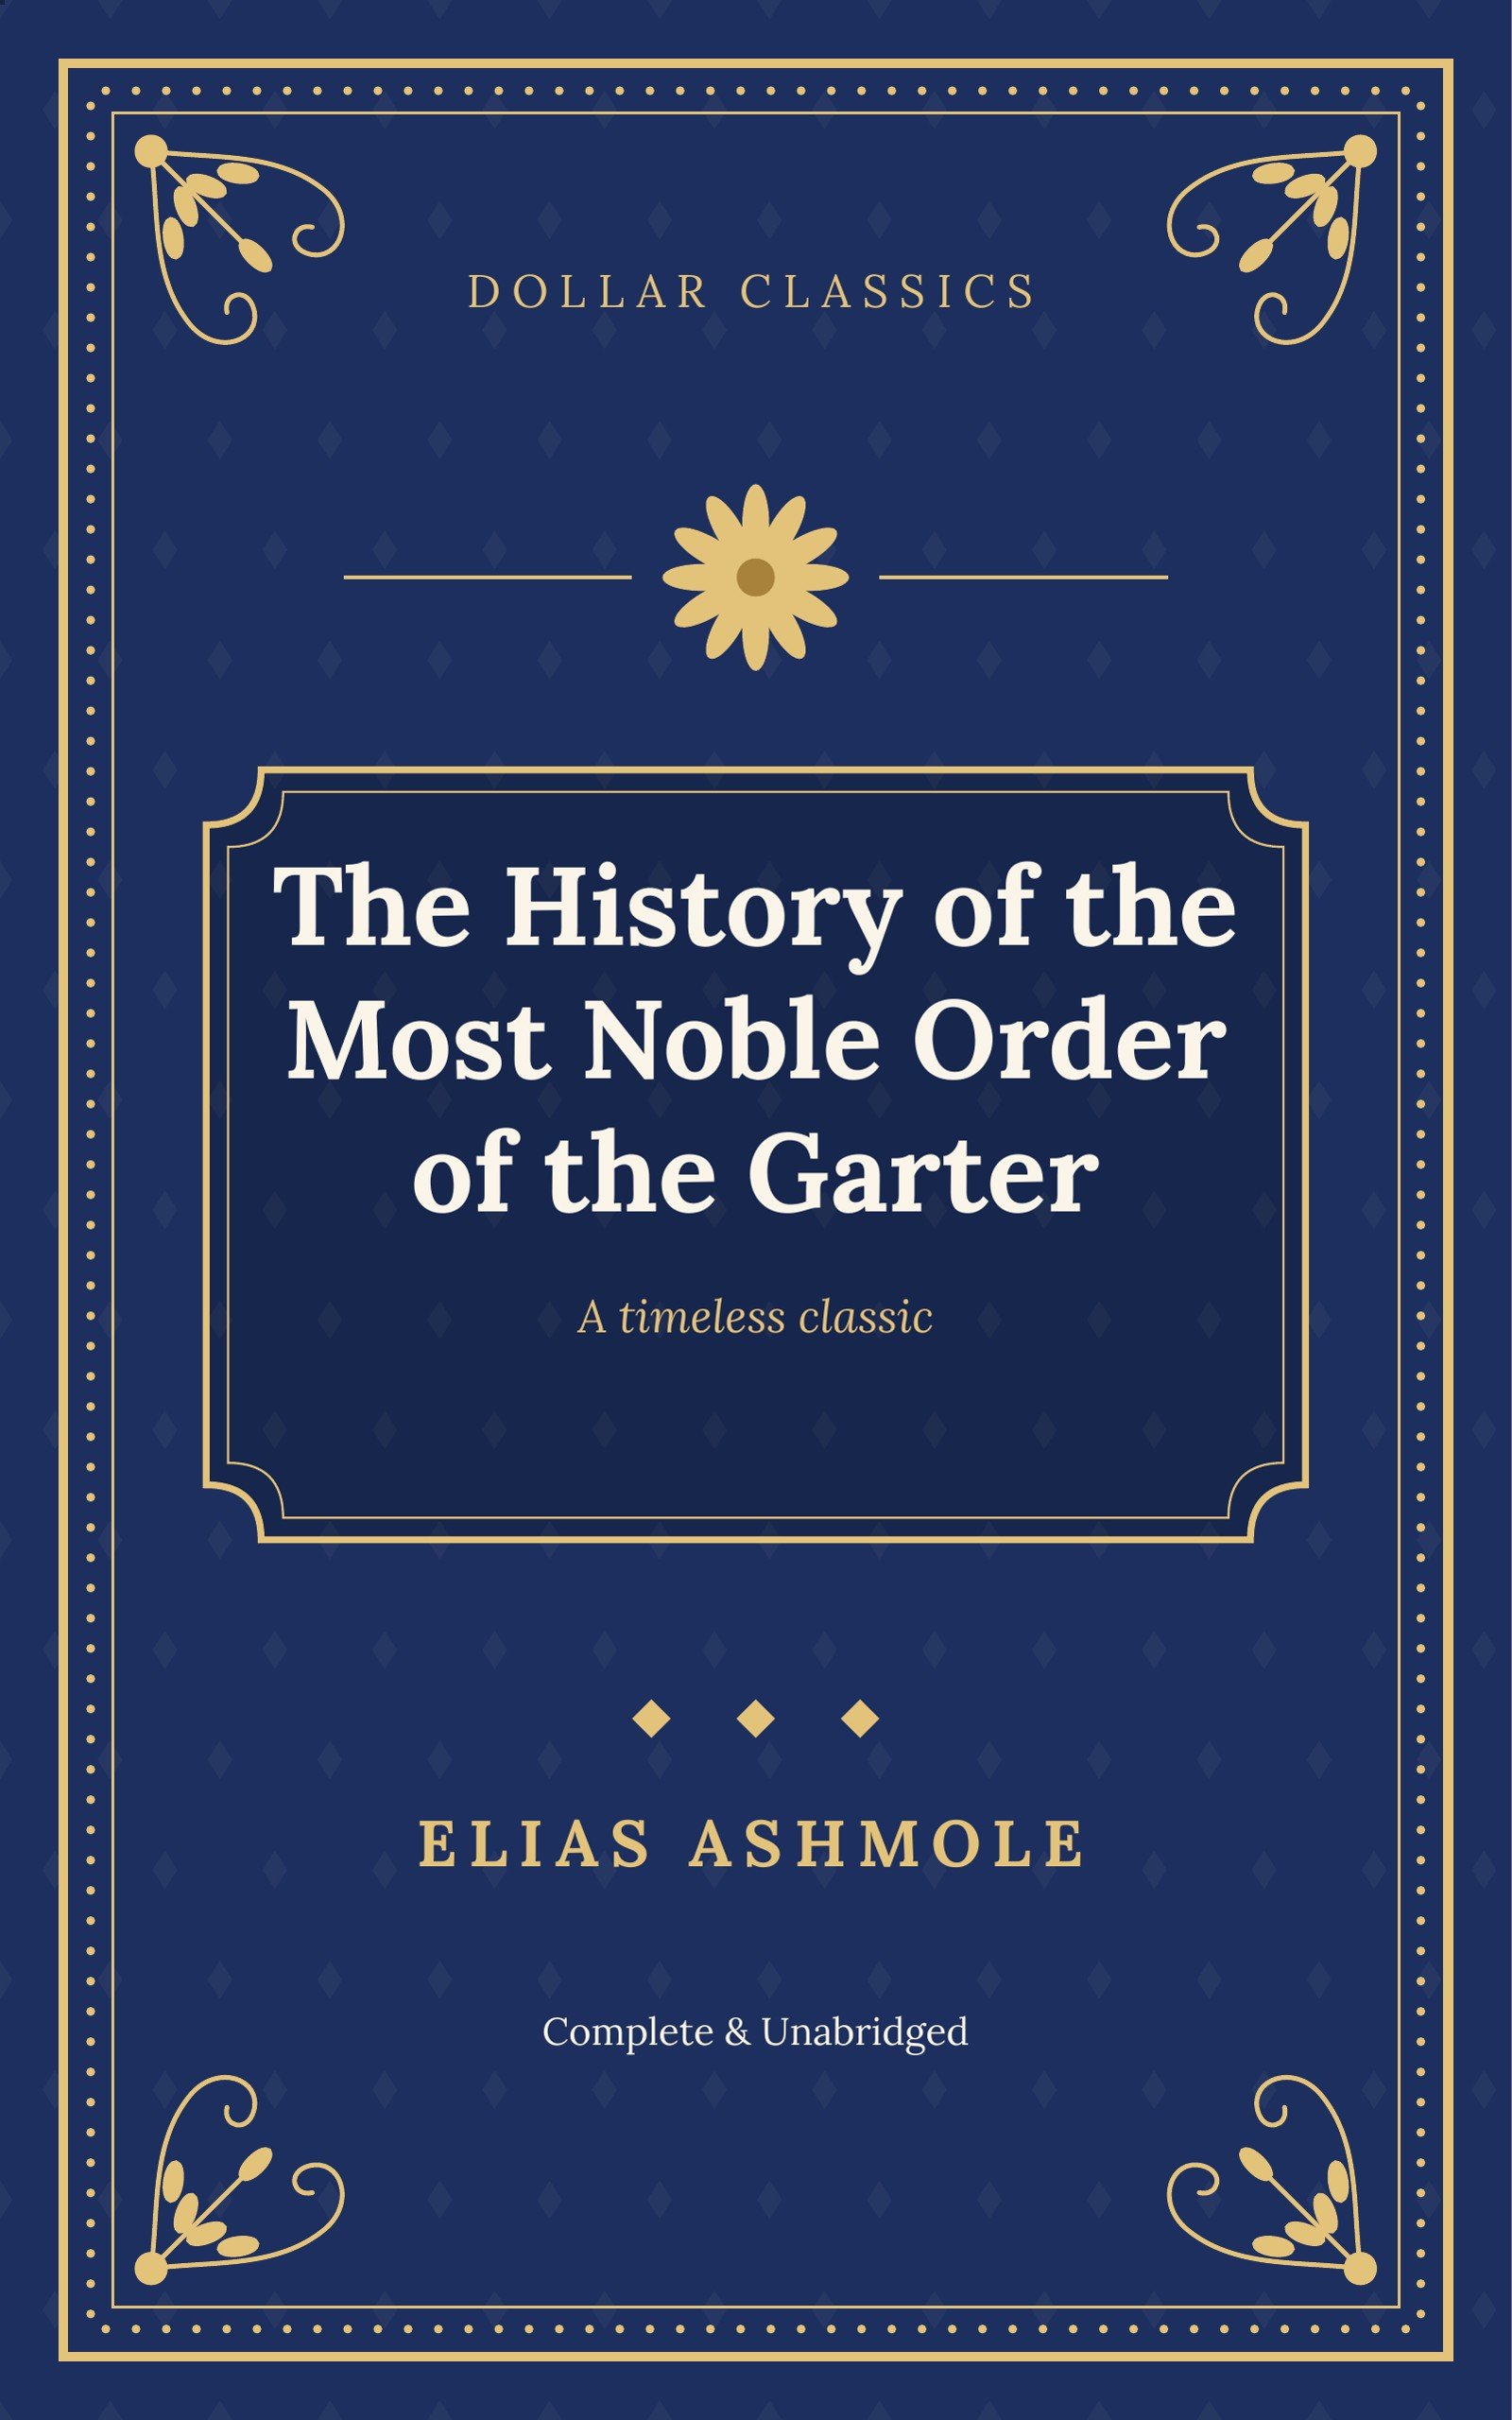 DOLLAR CLASSICS
The History of the
Most Noble Order
of the Garter
A timeless classic
ELIAS ASHMOLE
Complete & Unabridged